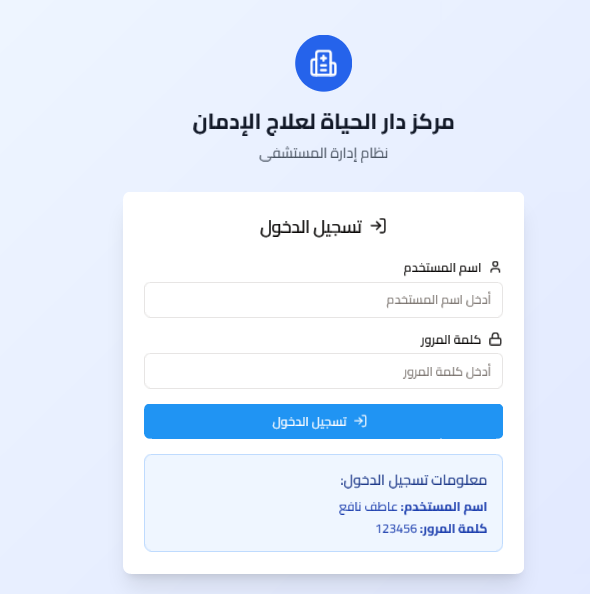 مركز دار الحياة لعلاج الإدمان
نظام إدارة المستشفى
تسجيل الدخول
اسم المستخدم
أدخل اسم المستخدم
كلمة المرور
أدخل كلمة المرور
تسجيل الدخول
معلومات تسجيل الدخول:
اسم المستخدم: عاطف نافع
كلمة المرور: 123456